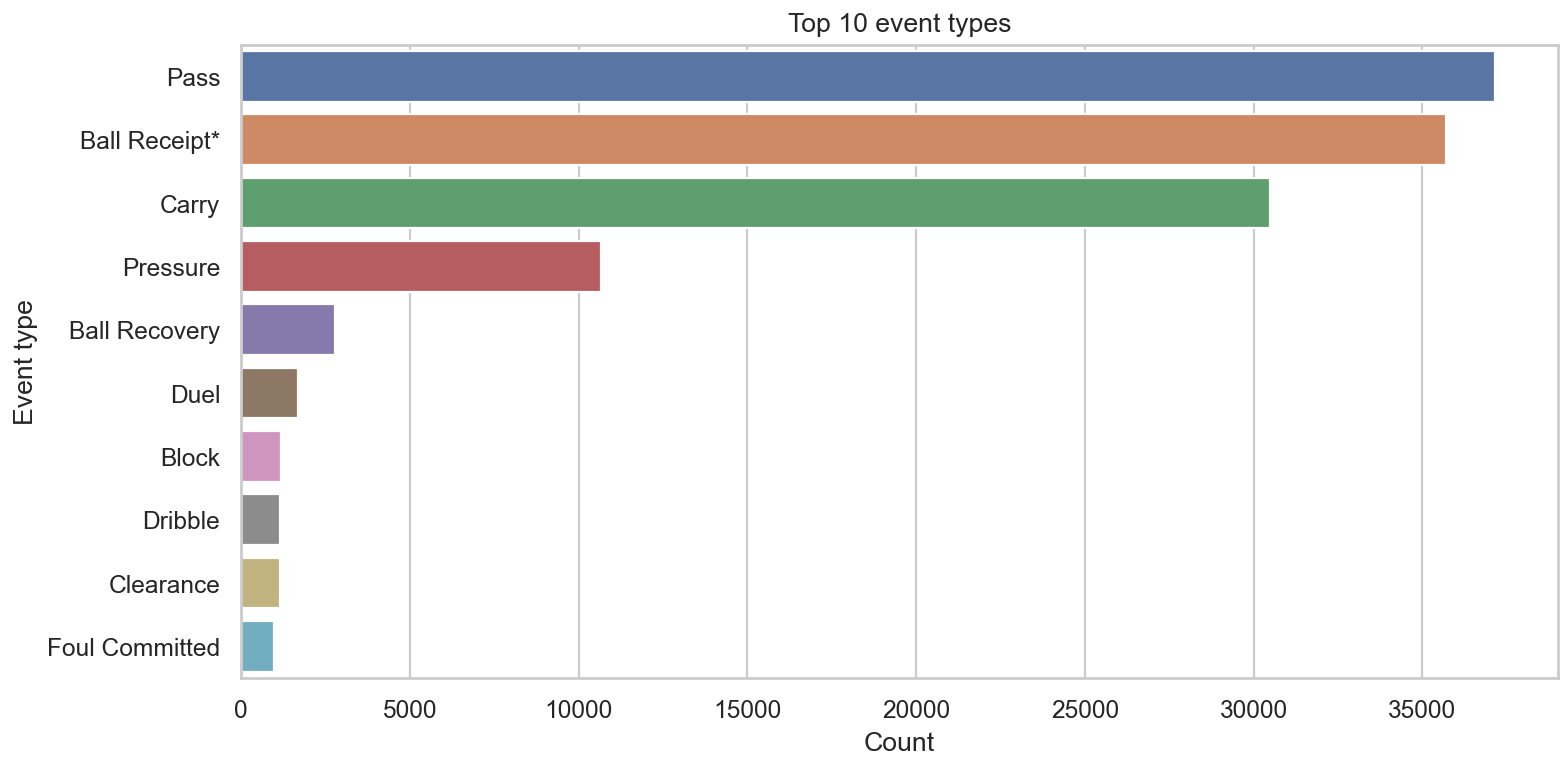 Top 10 event types
Pass
Ball Receipt*
Carry
Pressure
Ball Recovery
Duel
Block
Dribble
Clearance
Foul Committed
Event type
0 5000 10000 15000 20000 25000 30000 35000
Count